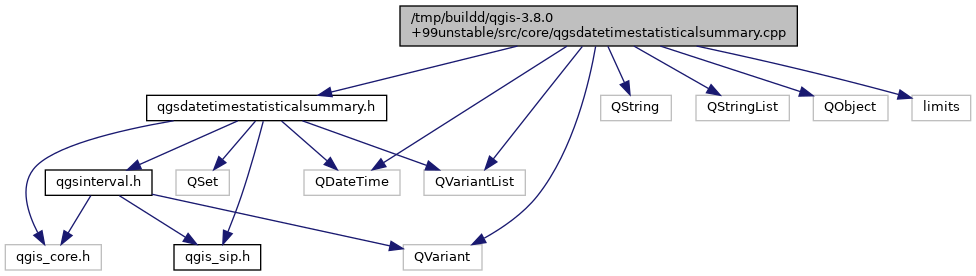 /tmp/buildd/qgis-3.8.0
+99unstable/src/core/qgsdatetimestatisticalsummary.cpp
qgsdatetimestatisticalsummary.h
QString
QStringList
QObject
limits
qgsinterval.h
QSet
QDateTime
QVariantList
qgis_core.h
qgis_sip.h
QVariant